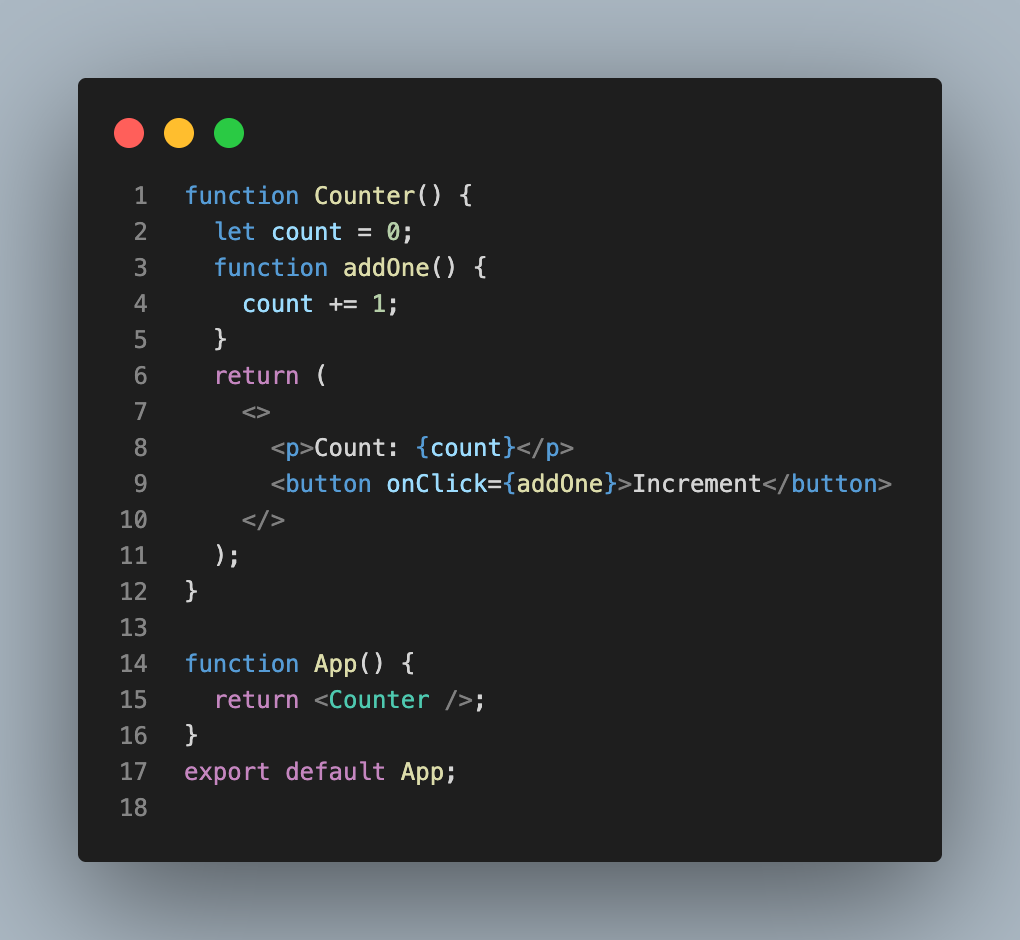 1 function Counter() {
2   let count = 0;
3   function addOne() {
4     count += 1;
5   }
6   return (
7     <>
8       <p>Count: {count}</p>
9       <button onClick={addOne}>Increment</button>
10     </>
11   );
12 }
13
14 function App() {
15   return <Counter />;
16 }
17 export default App;
18